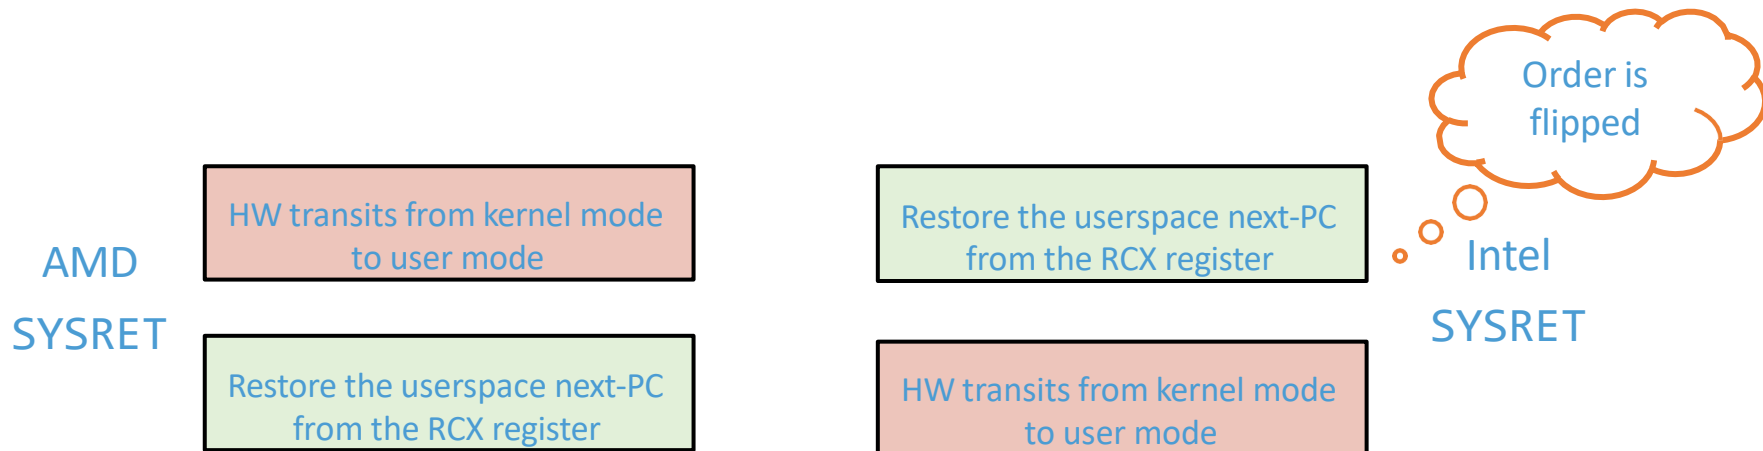 Order is
flipped
AMD
SYSRET
HW transits from kernel mode
to user mode
Restore the userspace next-PC
from the RCX register
Restore the userspace next-PC
from the RCX register
HW transits from kernel mode
to user mode
Intel
SYSRET